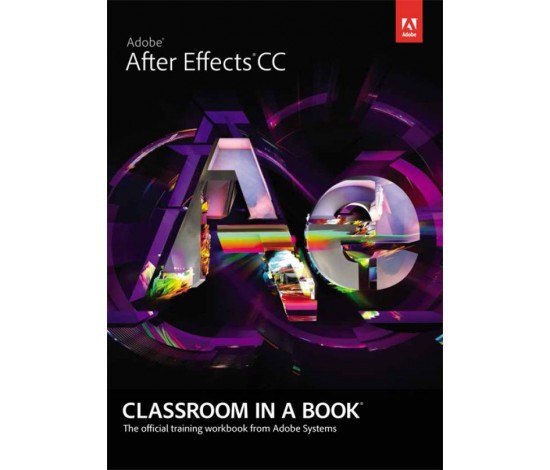 Adobe®
Adobe
After Effects® CC
Ae
CLASSROOM IN A BOOK®
The official training workbook from Adobe Systems